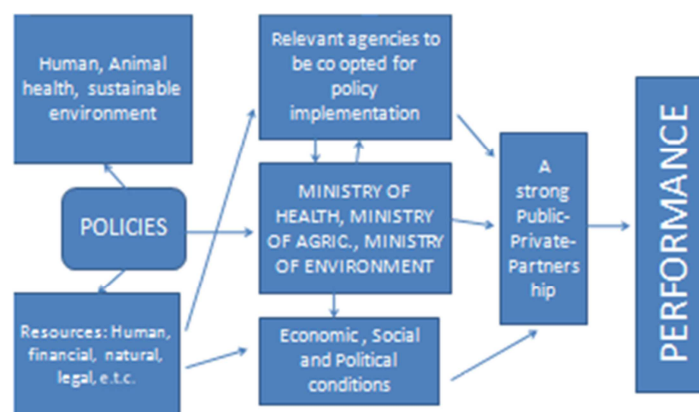 Human, Animal
health, sustainable
environment
Relevant agencies to
be co opted for
policy
implementation
POLICIES
MINISTRY OF
HEALTH, MINISTRY
OF AGRIC., MINISTRY
OF ENVIRONMENT
A
strong
Public-
Private-
Partners
hip
PERFORMANCE
Resources: Human,
financial, natural,
legal, e.t.c.
Economic , Social
and Political
conditions